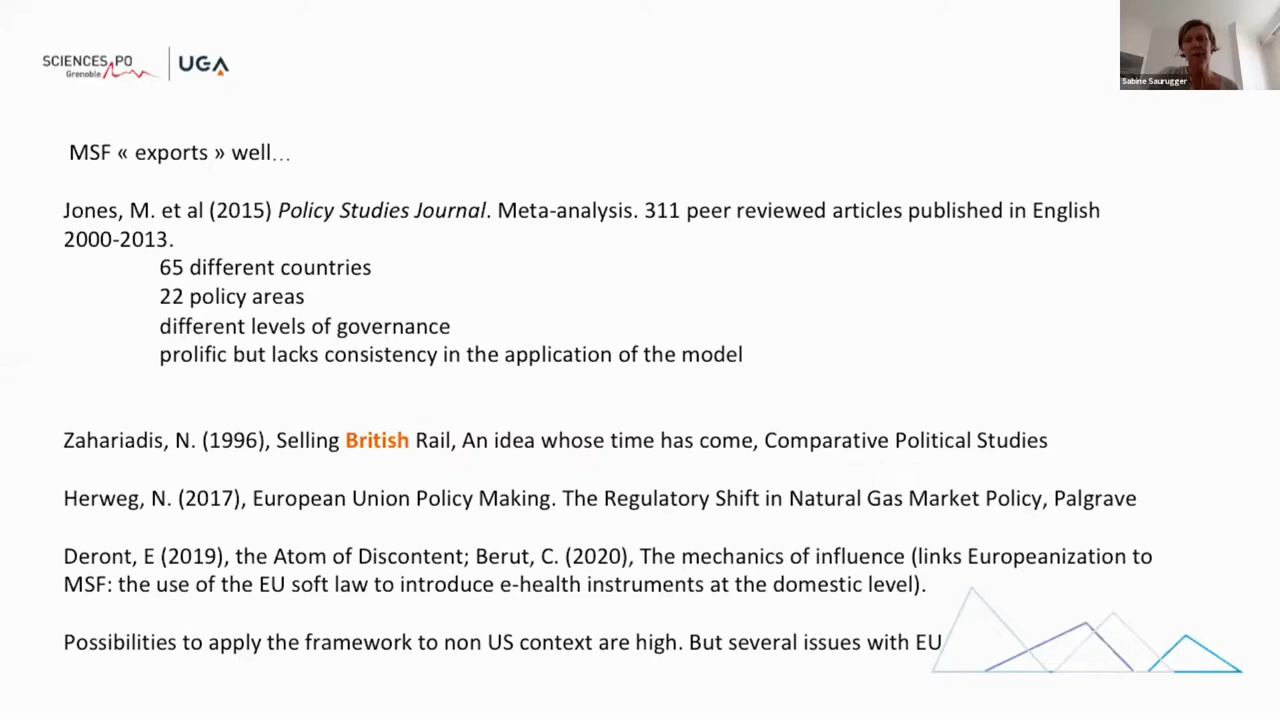 SCIENCES PO
Grenoble
UGA
Sabine Saurugger
MSF « exports » well…
Jones, M. et al (2015) Policy Studies Journal. Meta-analysis. 311 peer reviewed articles published in English
2000-2013.
65 different countries
22 policy areas
different levels of governance
prolific but lacks consistency in the application of the model
Zahariadis, N. (1996), Selling British Rail, An idea whose time has come, Comparative Political Studies
Herweg, N. (2017), European Union Policy Making. The Regulatory Shift in Natural Gas Market Policy, Palgrave
Deront, E (2019), the Atom of Discontent; Berut, C. (2020), The mechanics of influence (links Europeanization to
MSF: the use of the EU soft law to introduce e-health instruments at the domestic level).
Possibilities to apply the framework to non US context are high. But several issues with EU